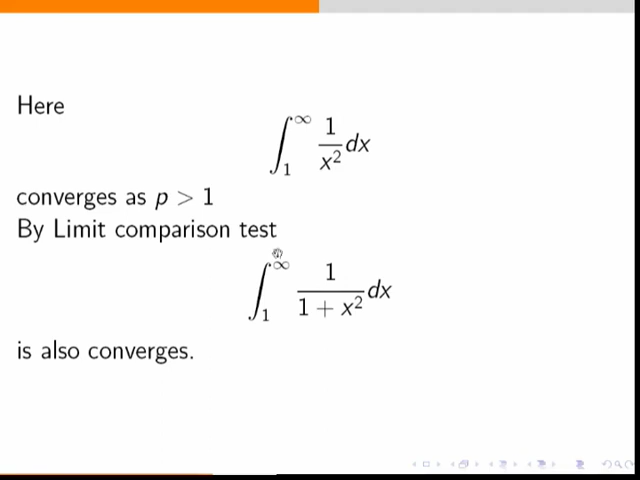 Here
∫₁^∞ 1/x² dx
converges as p > 1
By Limit comparison test
∫₁^∞ 1/(1 + x²) dx
is also converges.